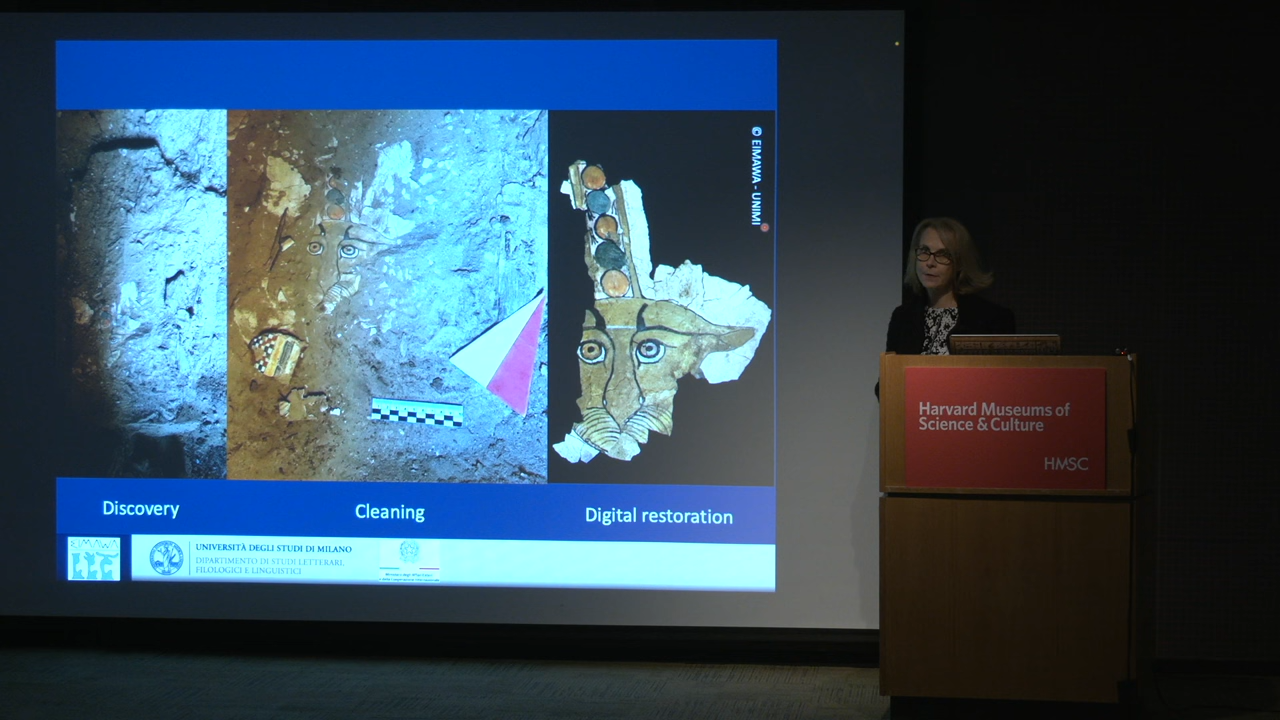 © EIMAWA - UNIMI
Discovery
Cleaning
Digital restoration
EIMAWA
UNIVERSITÀ DEGLI STUDI DI MILANO
DIPARTIMENTO DI STUDI LETTERARI,
FILOLOGICI E LINGUISTICI
Harvard Museums of
Science & Culture
HMSC